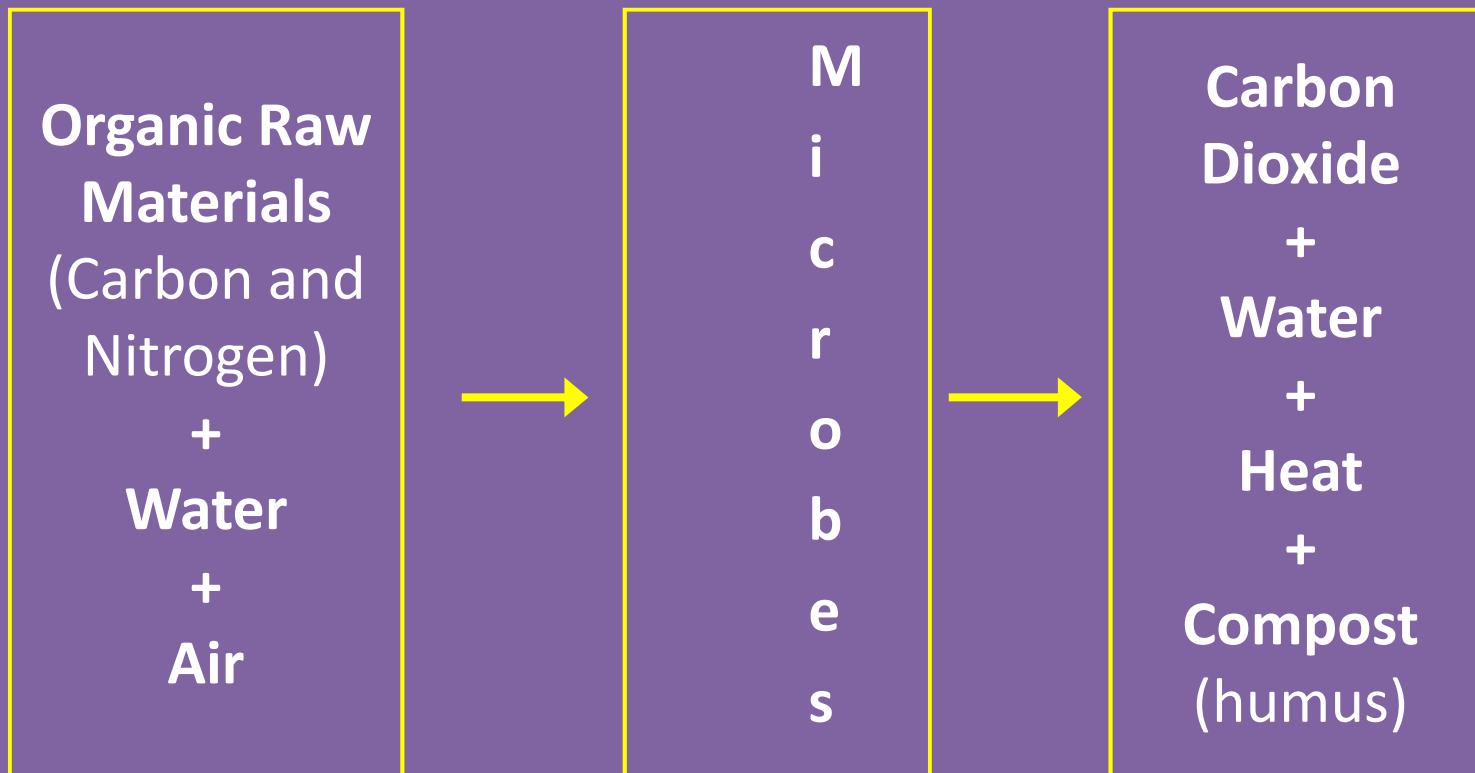 Organic Raw
Materials
(Carbon and
Nitrogen)
+
Water
+
Air
M
i
c
r
o
b
e
s
Carbon
Dioxide
+
Water
+
Heat
+
Compost
(humus)